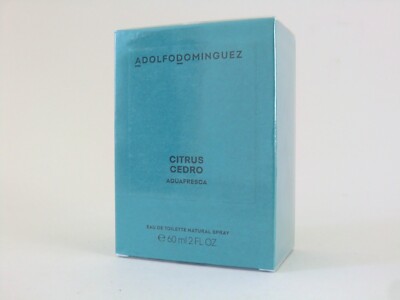 ADOLFODOMINGUEZ
CITRUS
CEDRO
AGUAFRESCA
EAU DE TOILETTE NATURAL SPRAY
℮ 60 ml 2 FL. OZ.